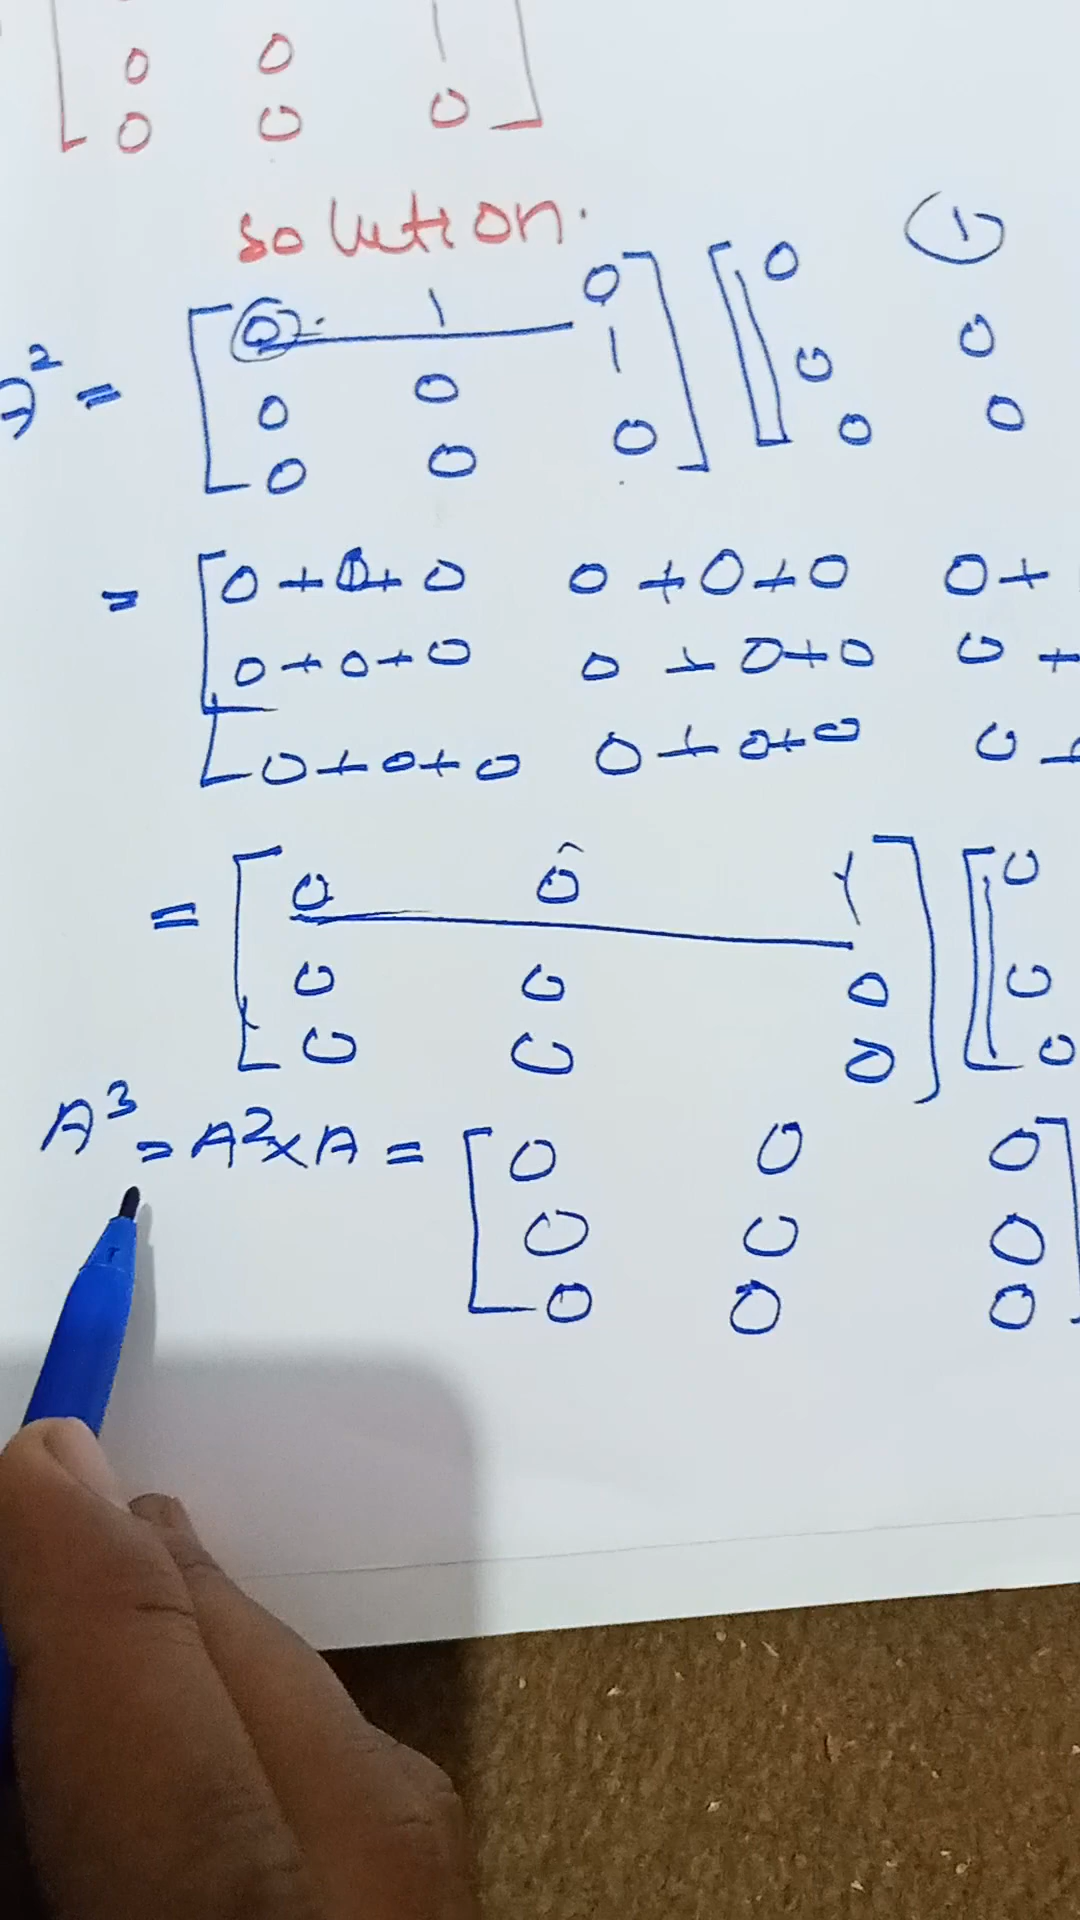 0 0 1
0 0 0
solution.
A² = [0 1 0] [0 1
0 0 1 0 0
0 0 0 0 0
= [0+0+0 0+0+0 0+
0+0+0 0+0+0 0+
0+0+0 0+0+0 0+
= [0 0 1] [0
0 0 0 0
0 0 0 0
A³ = A²×A = [0 0 0]
0 0 0
0 0 0